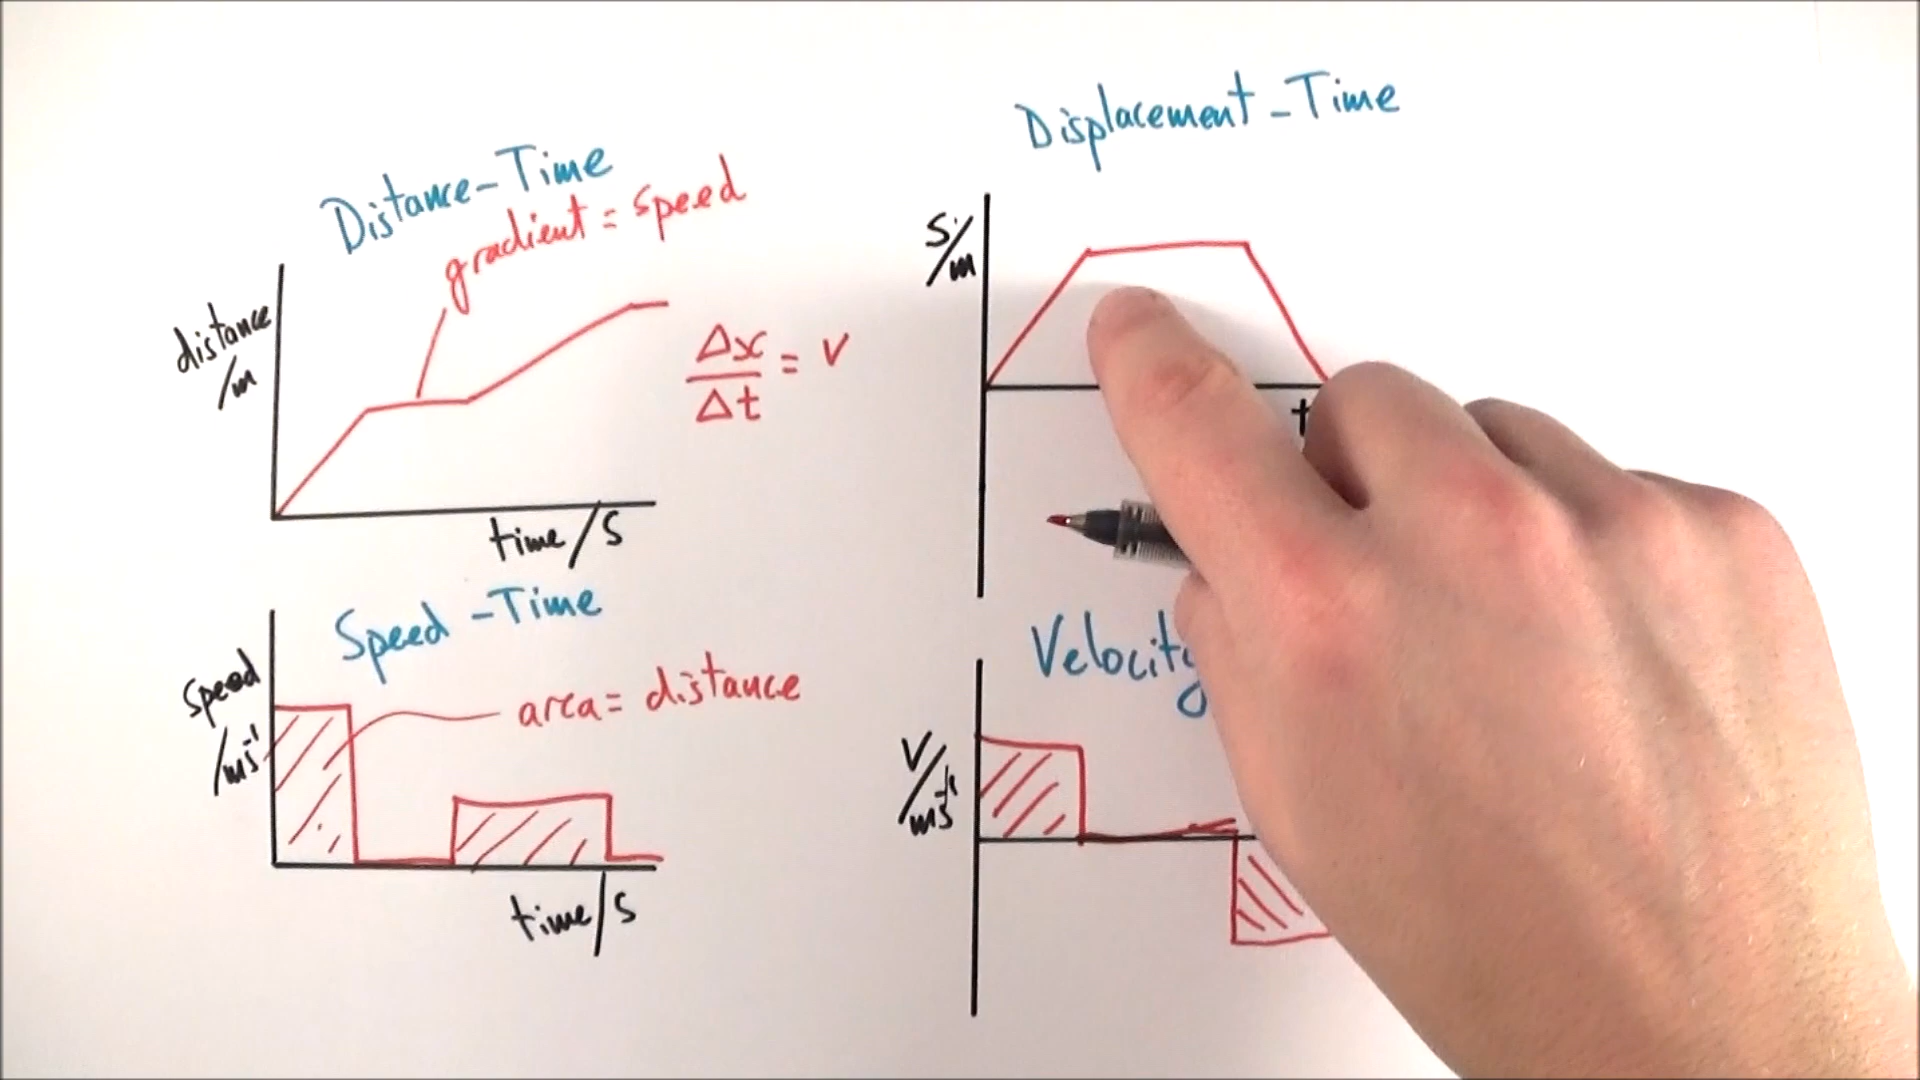 Distance-Time
gradient = speed
distance
/m
Δx
Δt
= v
time/s
Speed-Time
speed
/ms⁻¹
area = distance
time/s
Displacement-Time
S/m
t
Velocity
V/ms⁻¹